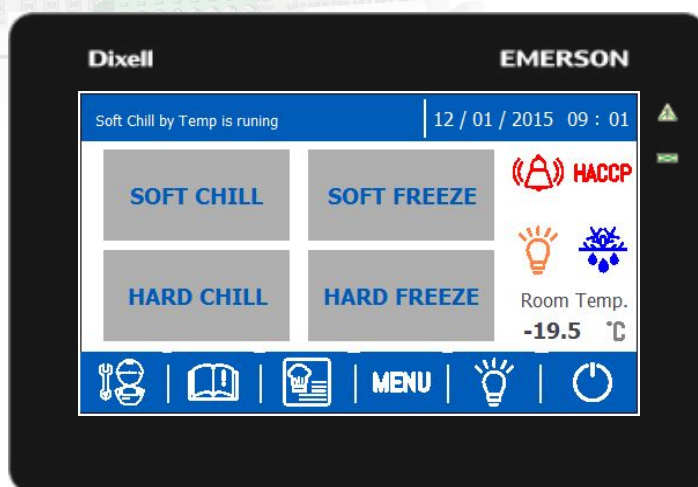 Dixell
EMERSON
Soft Chill by Temp is runing
12 / 01 / 2015 09 : 01
SOFT CHILL
SOFT FREEZE
HACCP
HARD CHILL
HARD FREEZE
Room Temp.
-19.5 °C
MENU